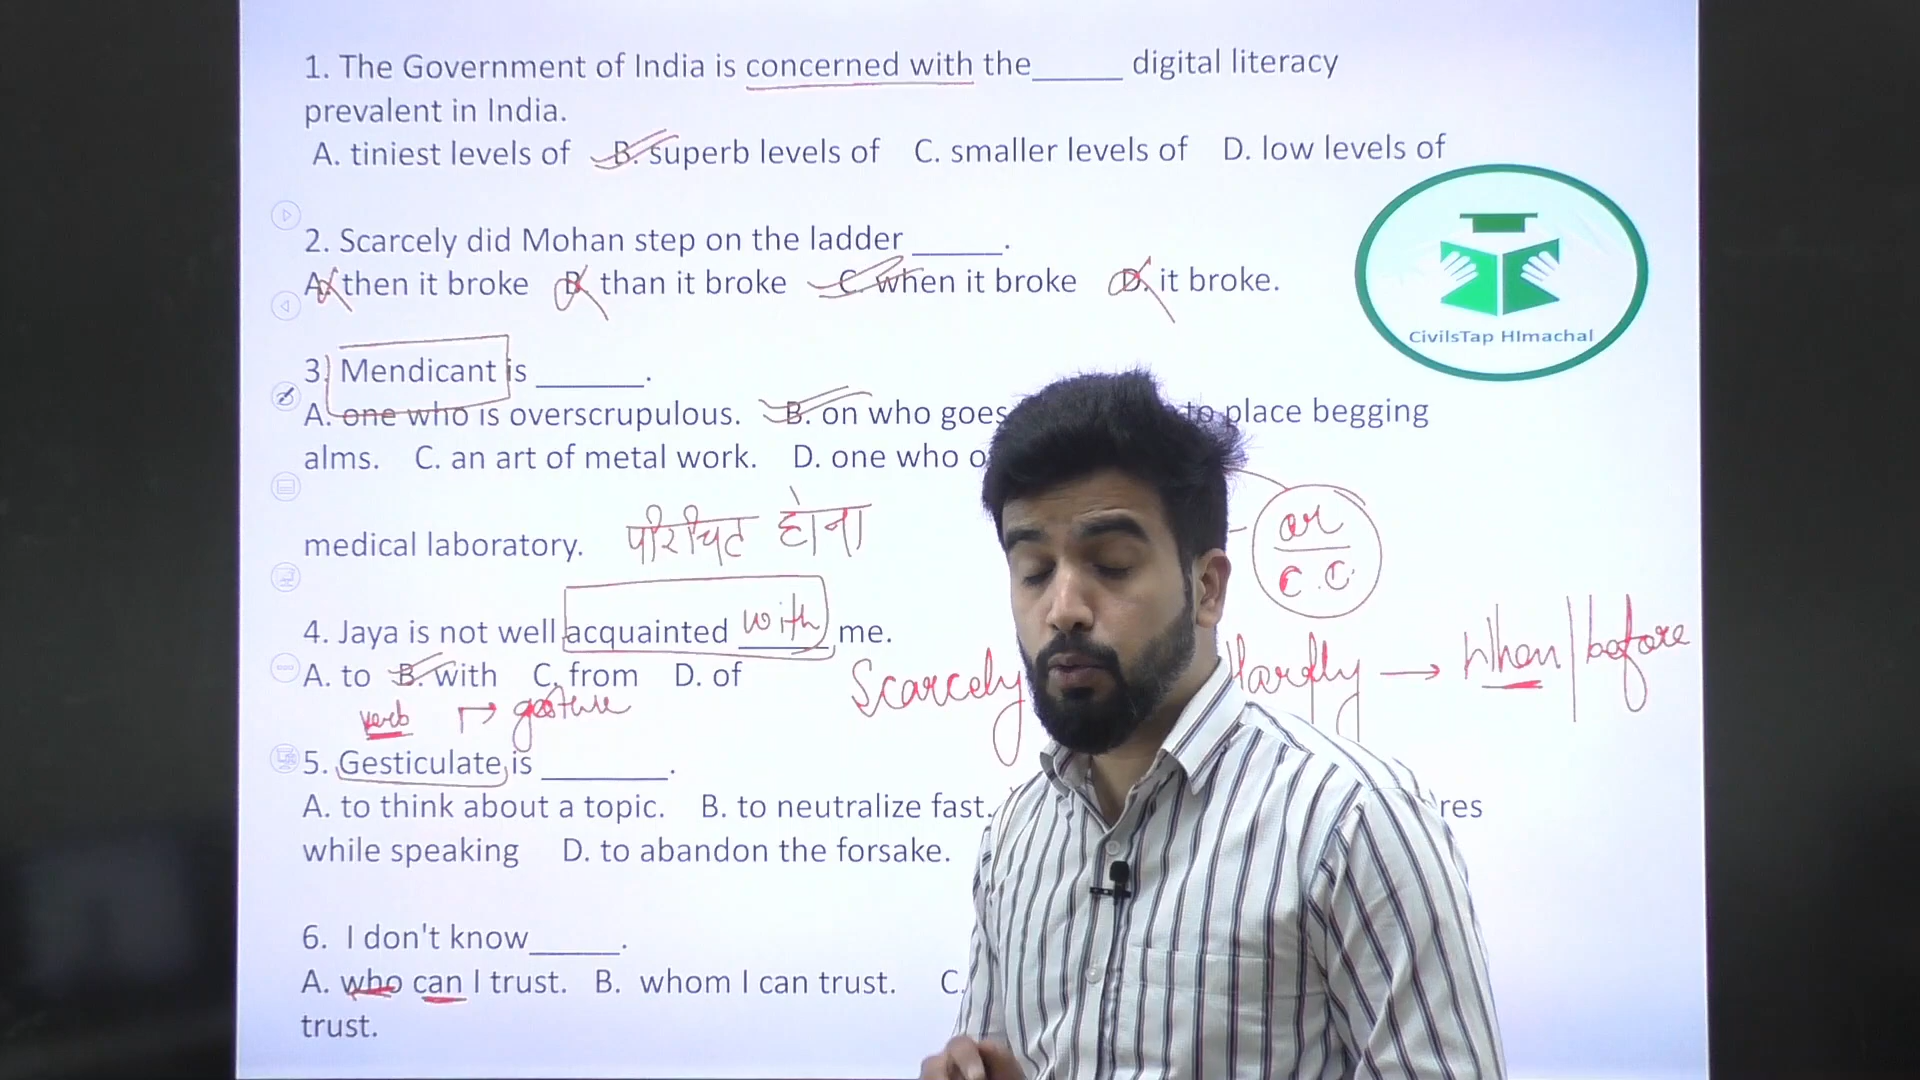 1. The Government of India is concerned with the_____ digital literacy
prevalent in India.
A. tiniest levels of B. superb levels of C. smaller levels of D. low levels of
2. Scarcely did Mohan step on the ladder _____.
A. then it broke B. than it broke C. when it broke D. it broke.
CivilsTap HImachal
3. Mendicant is ______.
A. one who is overscrupulous. B. on who goes to place begging
alms. C. an art of metal work. D. one who
medical laboratory. होना
or
C.C.
4. Jaya is not well acquainted with me.
A. to B. with C. from D. of
Scarcely Hardly → When/before
verb → gesture
5. Gesticulate is _______.
A. to think about a topic. B. to neutralize fast. res
while speaking D. to abandon the forsake.
6. I don't know_____.
A. who can I trust. B. whom I can trust. C.
trust.